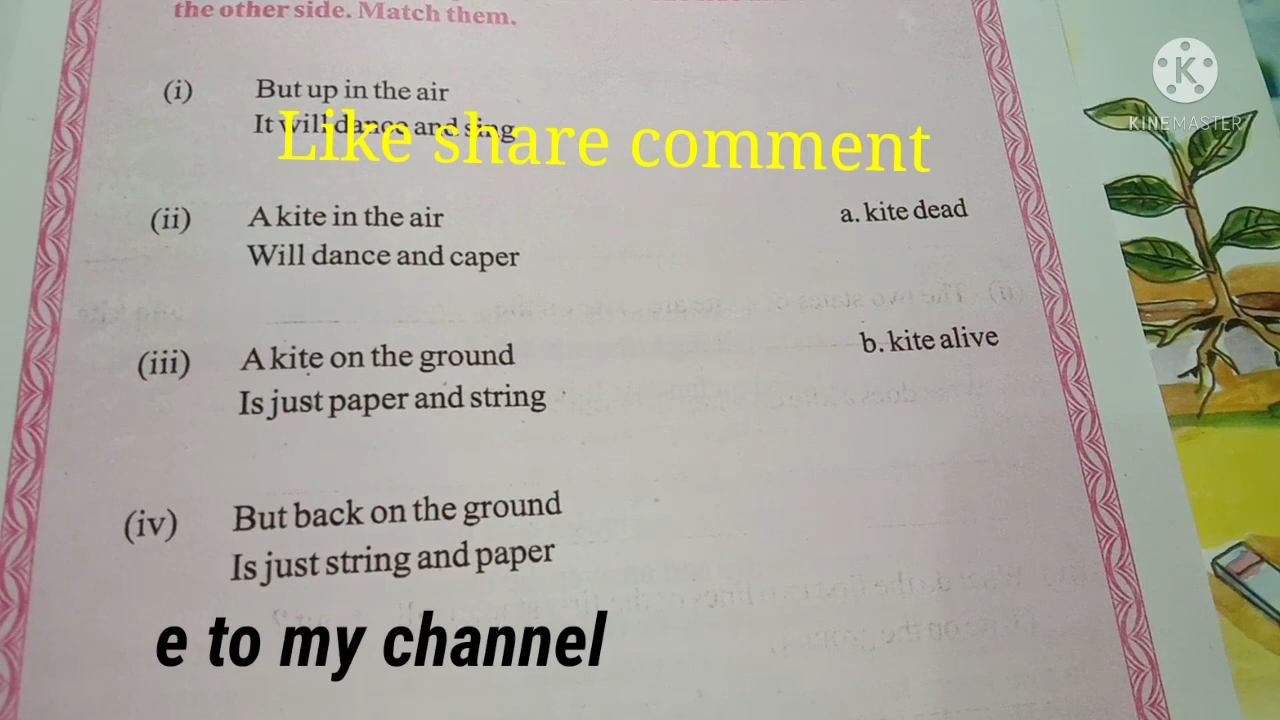 the other side. Match them.
(i) But up in the air
It will dance and sing
Like share comment
(ii) A kite in the air
Will dance and caper
a. kite dead
(iii) A kite on the ground
Is just paper and string
b. kite alive
(iv) But back on the ground
Is just string and paper
e to my channel
K
KINEMASTER